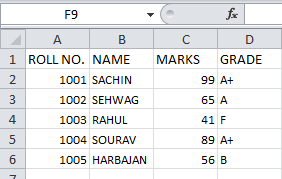 F9 fx
A B C D
1 ROLL NO. NAME MARKS GRADE
2 1001 SACHIN 99 A+
3 1002 SEHWAG 65 A
4 1003 RAHUL 41 F
5 1004 SOURAV 89 A+
6 1005 HARBAJAN 56 B